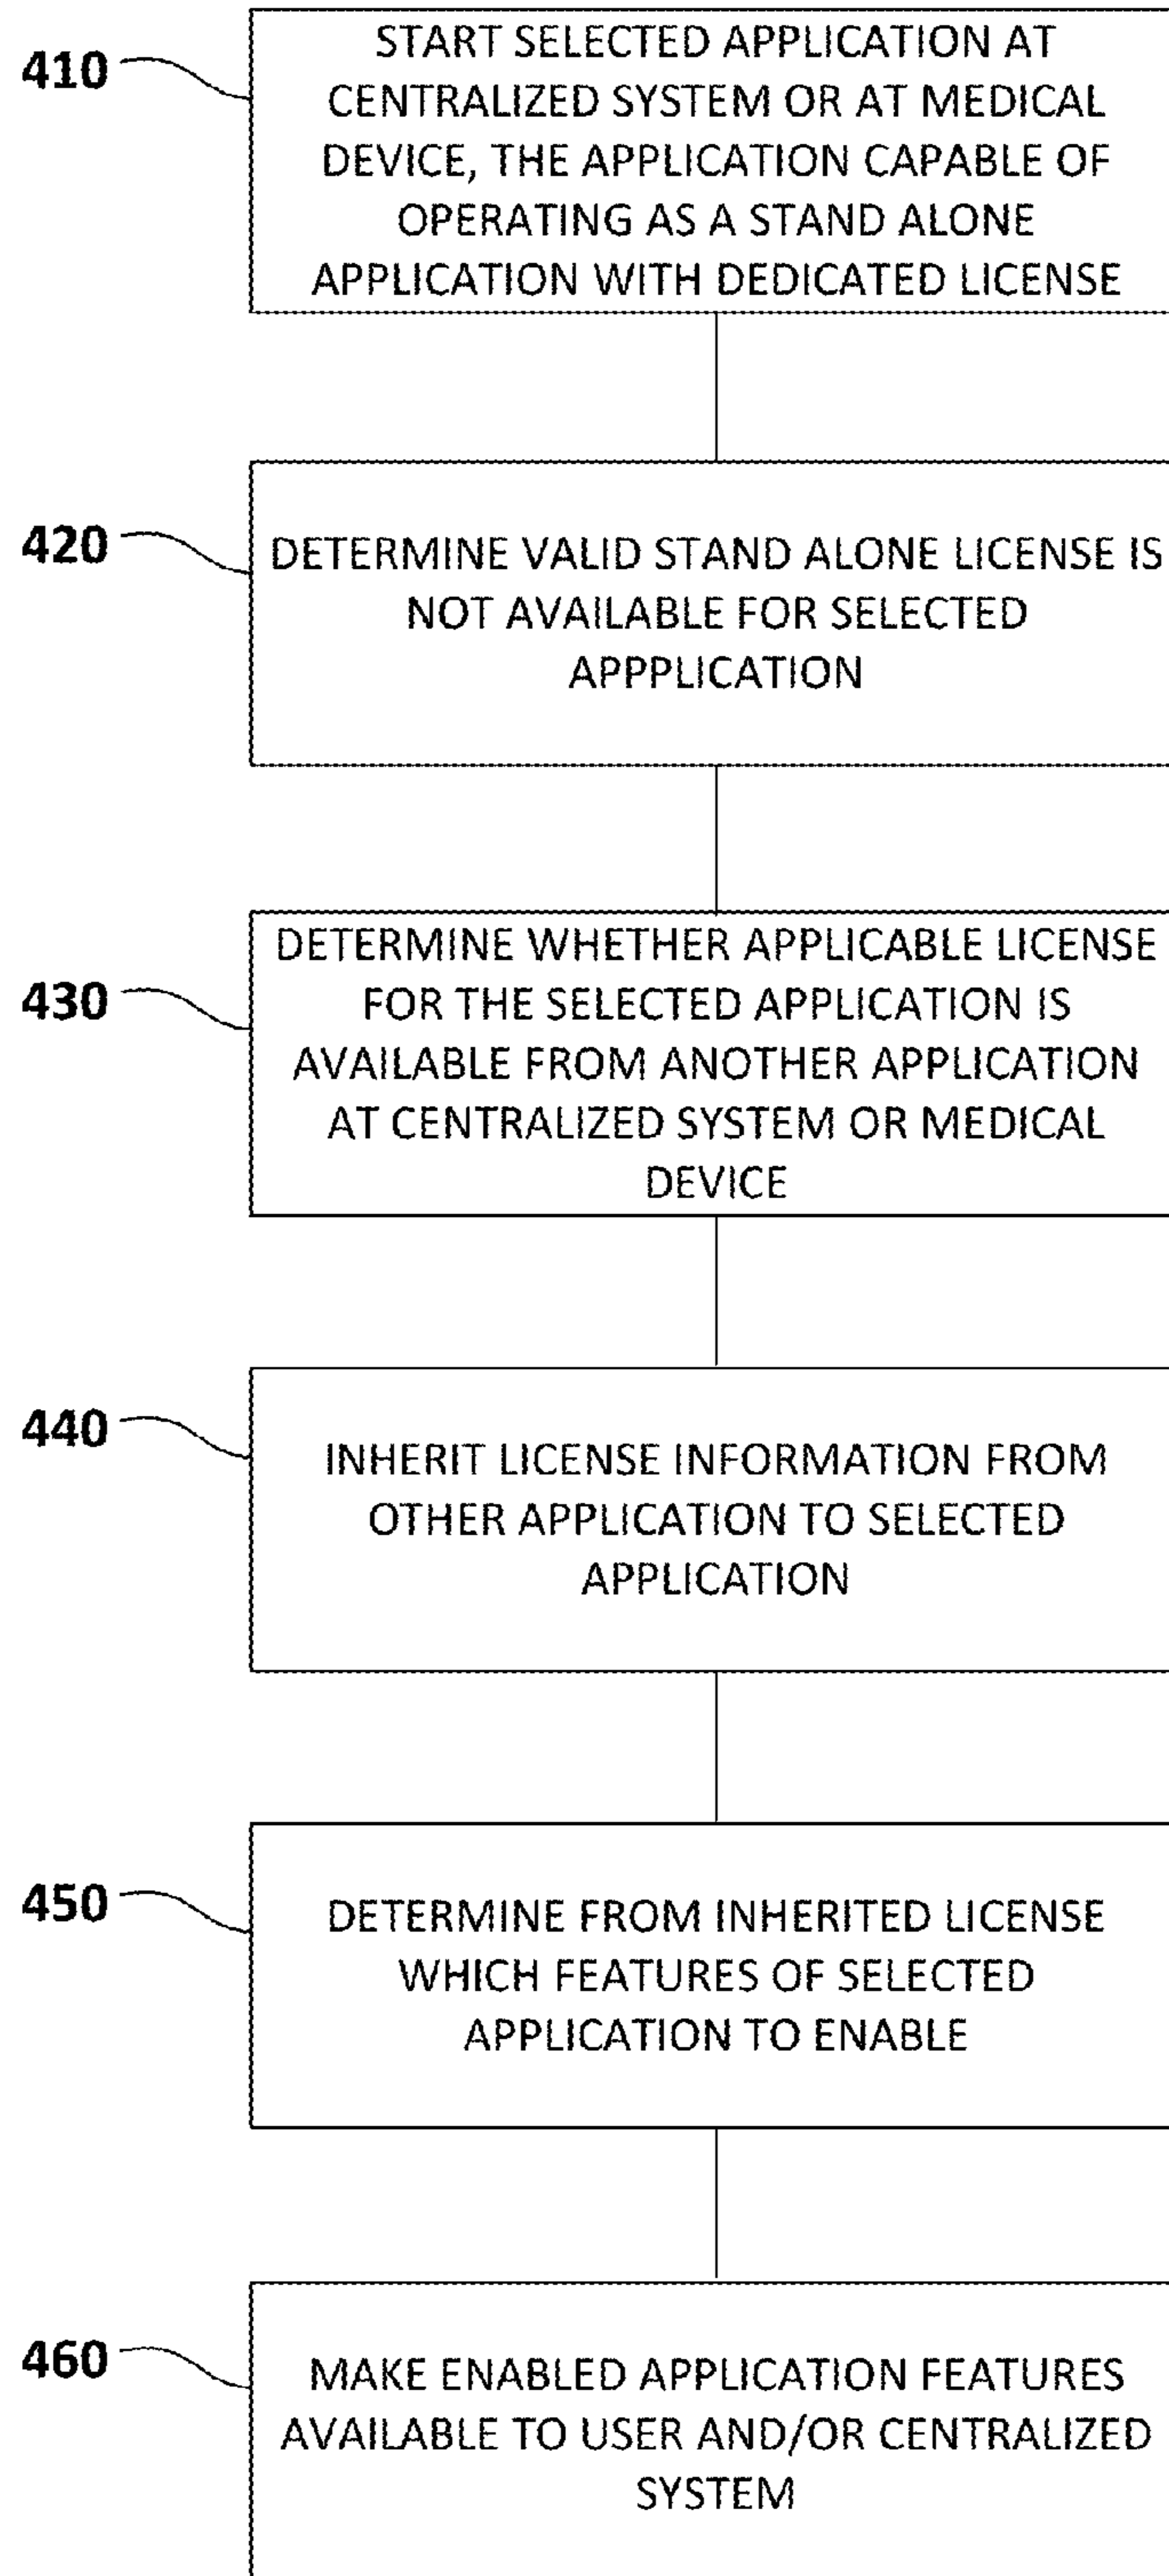 410
START SELECTED APPLICATION AT
CENTRALIZED SYSTEM OR AT MEDICAL
DEVICE, THE APPLICATION CAPABLE OF
OPERATING AS A STAND ALONE
APPLICATION WITH DEDICATED LICENSE
420
DETERMINE VALID STAND ALONE LICENSE IS
NOT AVAILABLE FOR SELECTED
APPPLICATION
430
DETERMINE WHETHER APPLICABLE LICENSE
FOR THE SELECTED APPLICATION IS
AVAILABLE FROM ANOTHER APPLICATION
AT CENTRALIZED SYSTEM OR MEDICAL
DEVICE
440
INHERIT LICENSE INFORMATION FROM
OTHER APPLICATION TO SELECTED
APPLICATION
450
DETERMINE FROM INHERITED LICENSE
WHICH FEATURES OF SELECTED
APPLICATION TO ENABLE
460
MAKE ENABLED APPLICATION FEATURES
AVAILABLE TO USER AND/OR CENTRALIZED
SYSTEM